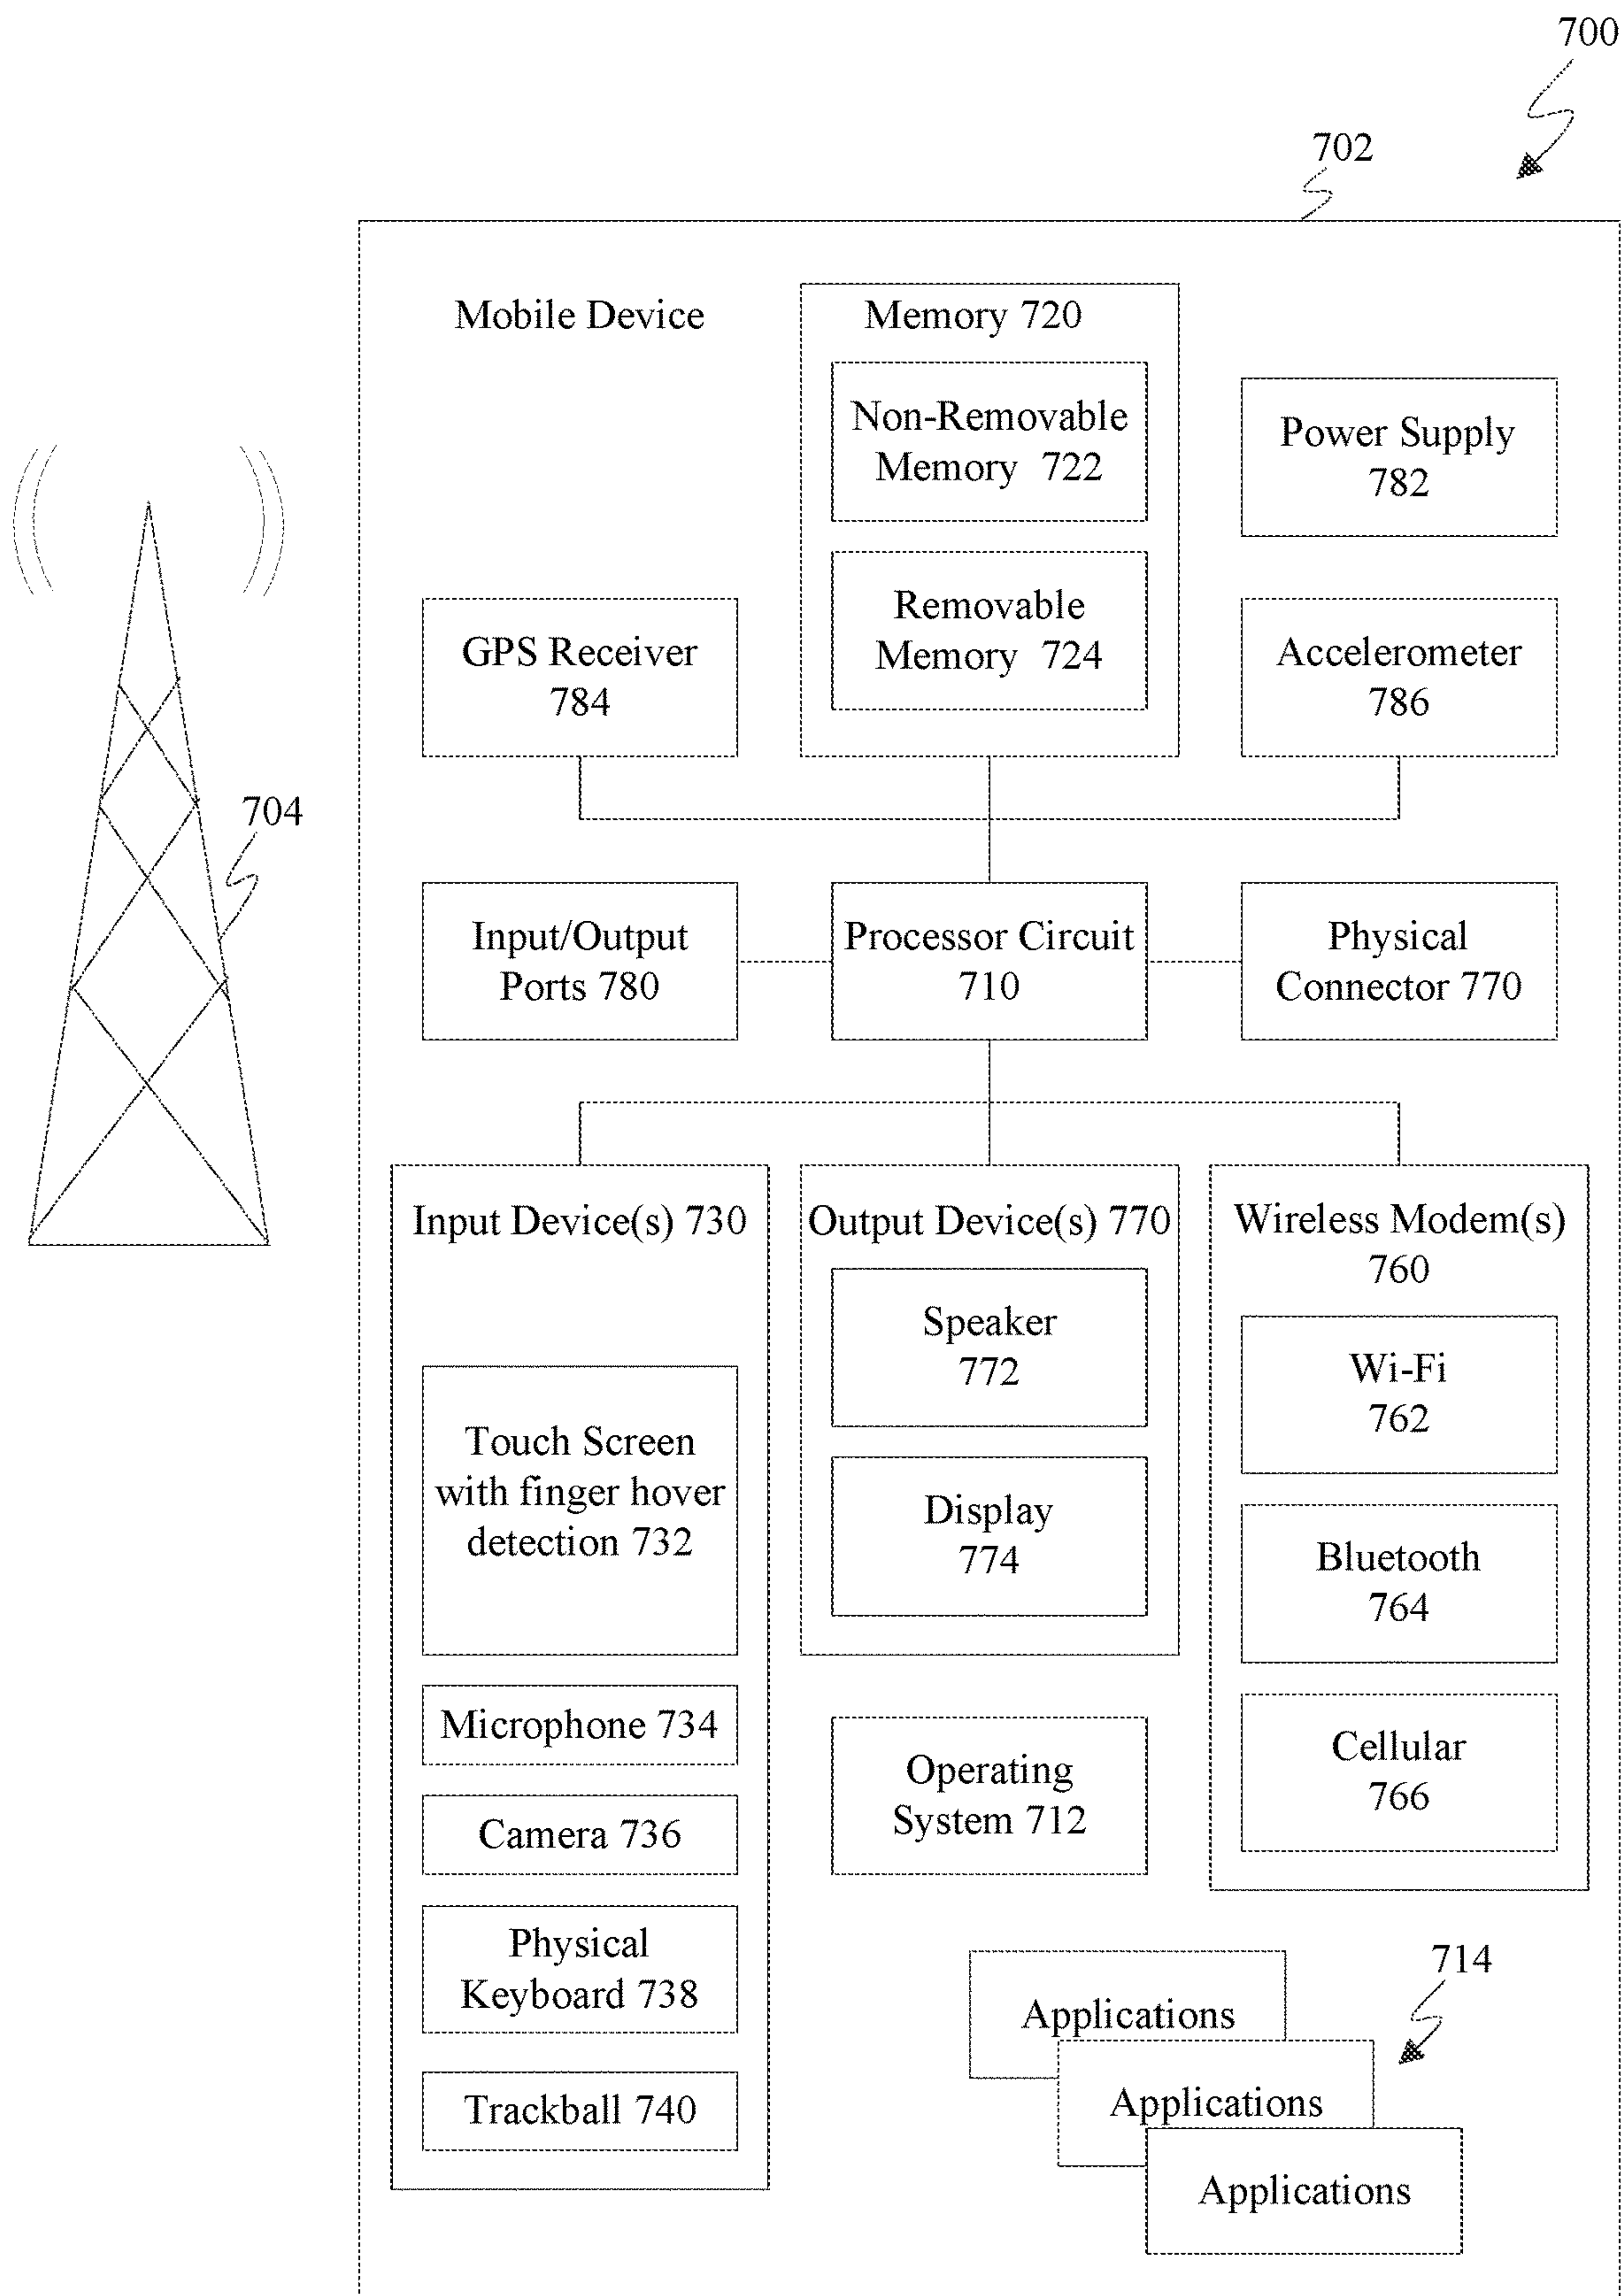 700
702
Mobile Device
Memory 720
Non-Removable
Memory 722
Power Supply
782
Removable
Memory 724
GPS Receiver
784
Accelerometer
786
704
Input/Output
Ports 780
Processor Circuit
710
Physical
Connector 770
Input Device(s) 730
Output Device(s) 770
Wireless Modem(s)
760
Touch Screen
with finger hover
detection 732
Microphone 734
Camera 736
Physical
Keyboard 738
Trackball 740
Speaker
772
Display
774
Operating
System 712
Wi-Fi
762
Bluetooth
764
Cellular
766
714
Applications
Applications
Applications